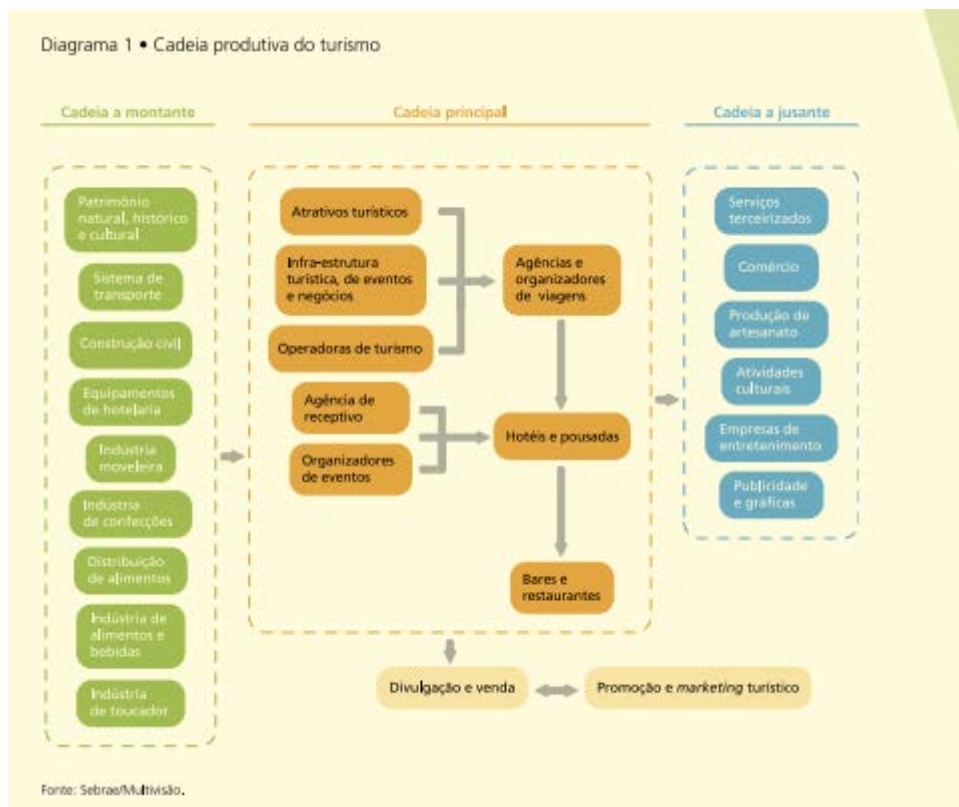 Diagrama 1 • Cadeia produtiva do turismo
Cadeia a montante
Patrimônio
natural, histórico
e cultural
Sistema de
transporte
Construção civil
Equipamentos
de hotelaria
Indústria
moveleira
Indústria
de confecções
Distribuição
de alimentos
Indústria de
alimentos e
bebidas
Indústria
de toucador
Cadeia principal
Atrativos turísticos
Infra-estrutura
turística, de eventos
e negócios
Operadoras de turismo
Agências e
organizadores
de viagens
Agência de
receptivo
Organizadores
de eventos
Hotéis e pousadas
Bares e
restaurantes
Cadeia a jusante
Serviços
terceirizados
Comércio
Produção de
artesanato
Atividades
culturais
Empresas de
entretenimento
Publicidade
e gráficas
Divulgação e venda
Promoção e marketing turístico
Fonte: Sebrae/Multivisão.